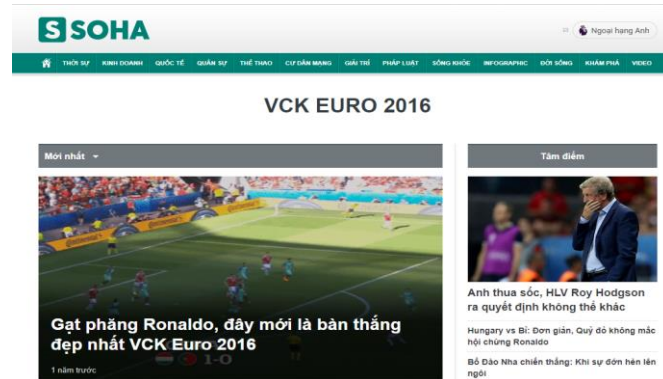 SOHA
Ngoại hạng Anh
THỜI SỰ KINH DOANH QUỐC TẾ QUÂN SỰ THỂ THAO CƯ DÂN MẠNG GIẢI TRÍ PHÁP LUẬT SỐNG KHỎE INFOGRAPHIC ĐỜI SỐNG KHÁM PHÁ VIDEO
VCK EURO 2016
Mới nhất
Tâm điểm
Gạt phăng Ronaldo, đây mới là bàn thắng
đẹp nhất VCK Euro 2016
1-0
1 năm trước
Anh thua sốc, HLV Roy Hodgson
ra quyết định không thể khác
Hungary vs Bỉ: Đơn giản, Quỷ đỏ không mắc
hội chứng Ronaldo
Bồ Đào Nha chiến thắng: Khi sự đớn hèn lên
ngôi